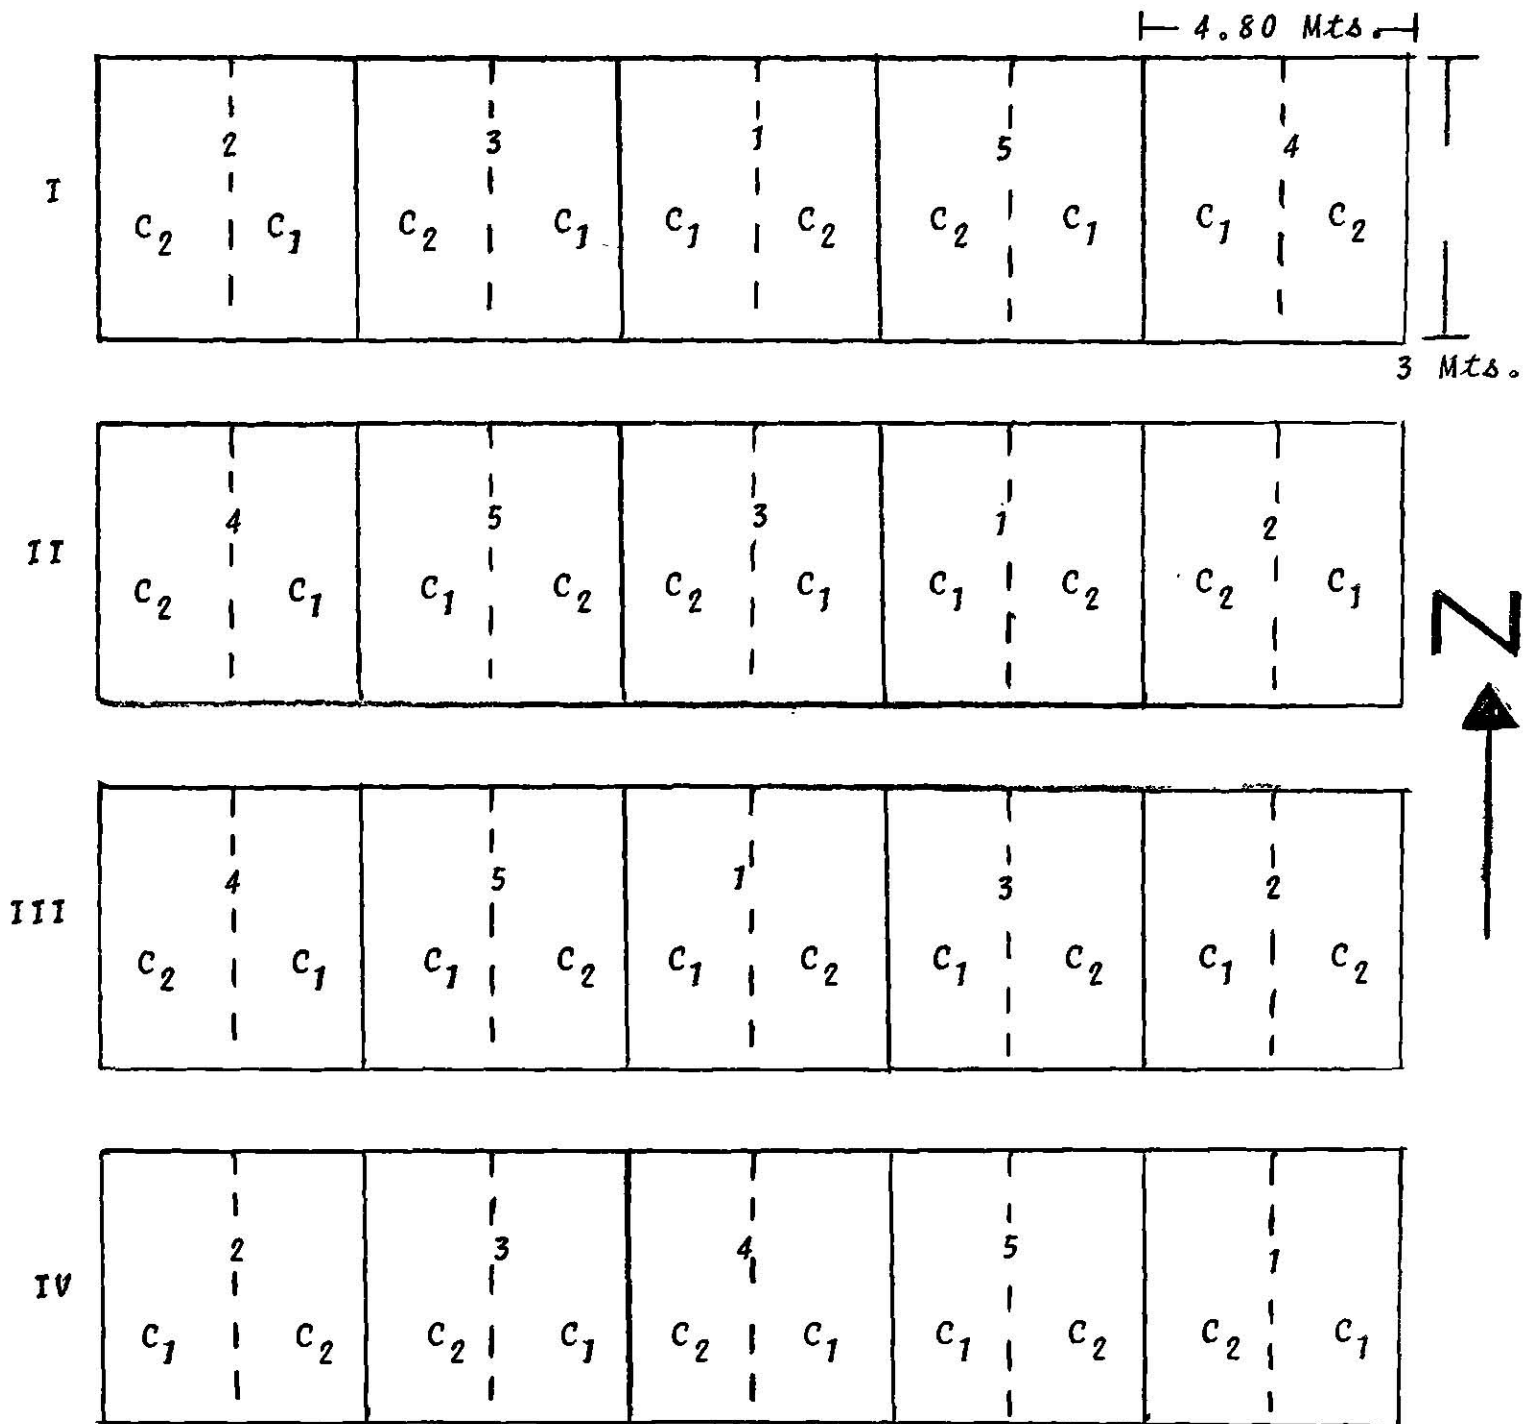 4.80 Mts.
2 3 1 5 4
I
C2 C1 C2 C1 C1 C2 C2 C1 C1 C2
3 Mts.
4 5 3 1 2
II
C2 C1 C1 C2 C2 C1 C1 C2 C2 C1
N
4 5 1 3 2
III
C2 C1 C1 C2 C1 C2 C1 C2 C1 C2
2 3 4 5 1
IV
C1 C2 C2 C1 C2 C1 C1 C2 C2 C1